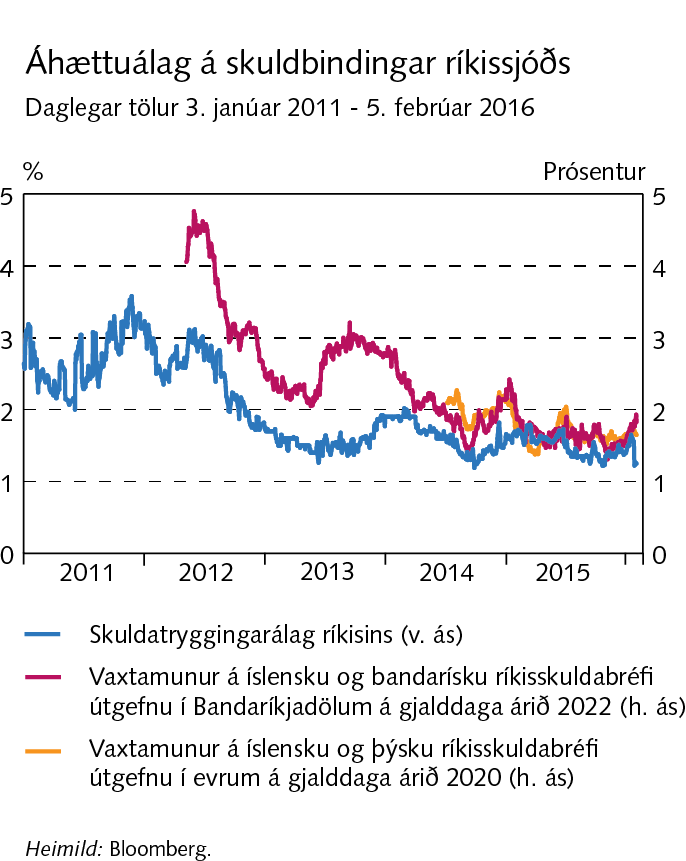 Áhættuálag á skuldbindingar ríkissjóðs
Daglegar tölur 3. janúar 2011 - 5. febrúar 2016
% Prósentur
5 5
4 4
3 3
2 2
1 1
0 0
2011 2012 2013 2014 2015
Skuldatryggingarálag ríkisins (v. ás)
Vaxtamunur á íslensku og bandarísku ríkisskuldabréfi
útgefnu í Bandaríkjadölum á gjalddaga árið 2022 (h. ás)
Vaxtamunur á íslensku og þýsku ríkisskuldabréfi
útgefnu í evrum á gjalddaga árið 2020 (h. ás)
Heimild: Bloomberg.